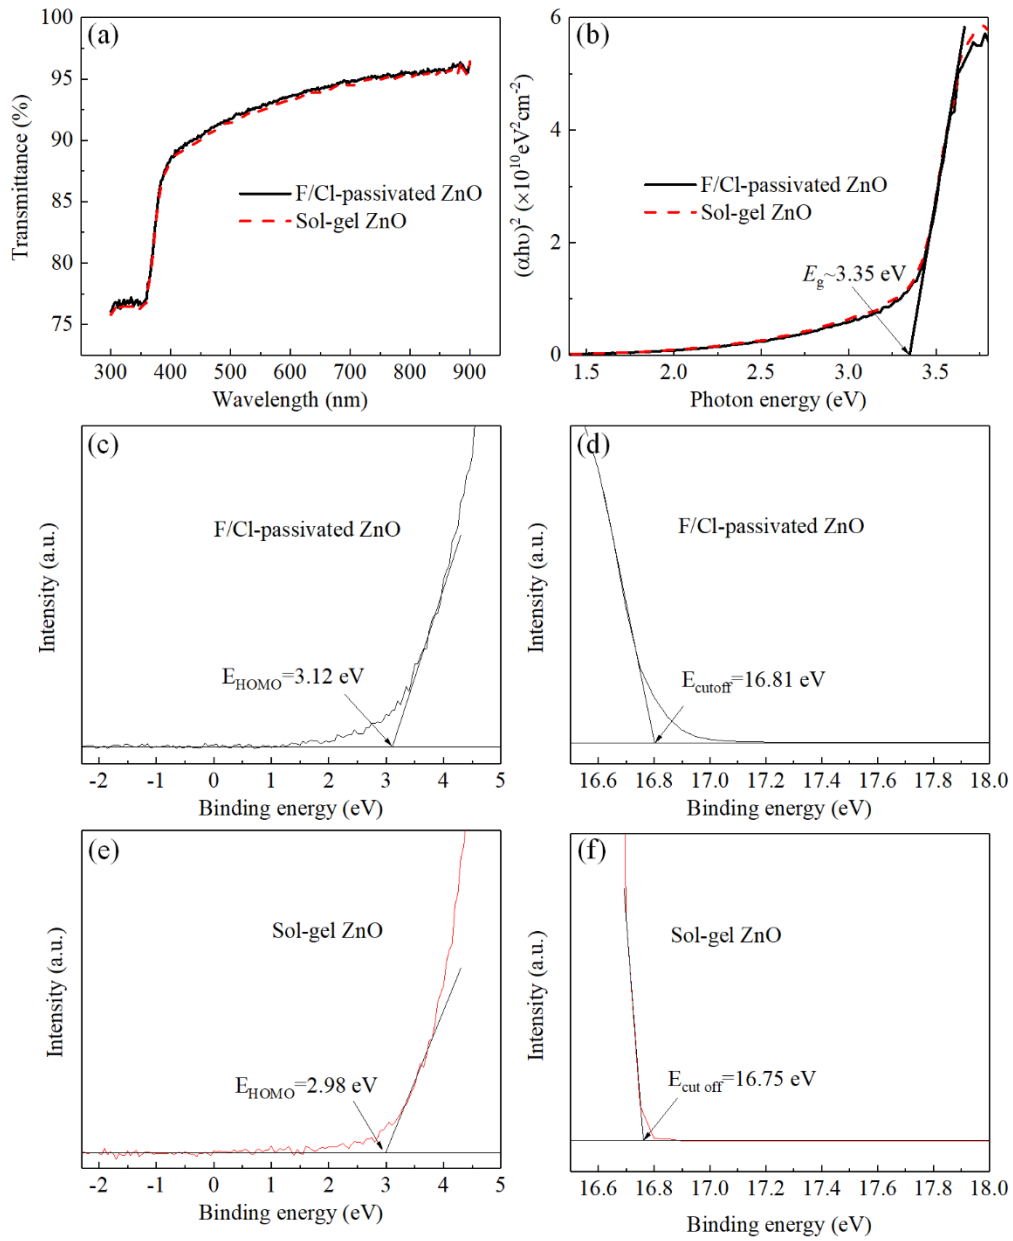 (a)
100
95
90
85
80
75
Transmittance (%)
F/Cl-passivated ZnO
Sol-gel ZnO
300 400 500 600 700 800 900
Wavelength (nm)
(b)
6
4
2
0
(αhυ)² (×10¹⁰eV²cm⁻²)
F/Cl-passivated ZnO
Sol-gel ZnO
Eg~3.35 eV
1.5 2.0 2.5 3.0 3.5
Photon energy (eV)
(c)
Intensity (a.u.)
F/Cl-passivated ZnO
EHOMO=3.12 eV
-2 -1 0 1 2 3 4 5
Binding energy (eV)
(d)
Intensity (a.u.)
F/Cl-passivated ZnO
Ecutoff=16.81 eV
16.6 16.8 17.0 17.2 17.4 17.6 17.8 18.0
Binding energy (eV)
(e)
Intensity (a.u.)
Sol-gel ZnO
EHOMO=2.98 eV
-2 -1 0 1 2 3 4 5
Binding energy (eV)
(f)
Intensity (a.u.)
Sol-gel ZnO
Ecut off=16.75 eV
16.6 16.8 17.0 17.2 17.4 17.6 17.8 18.0
Binding energy (eV)